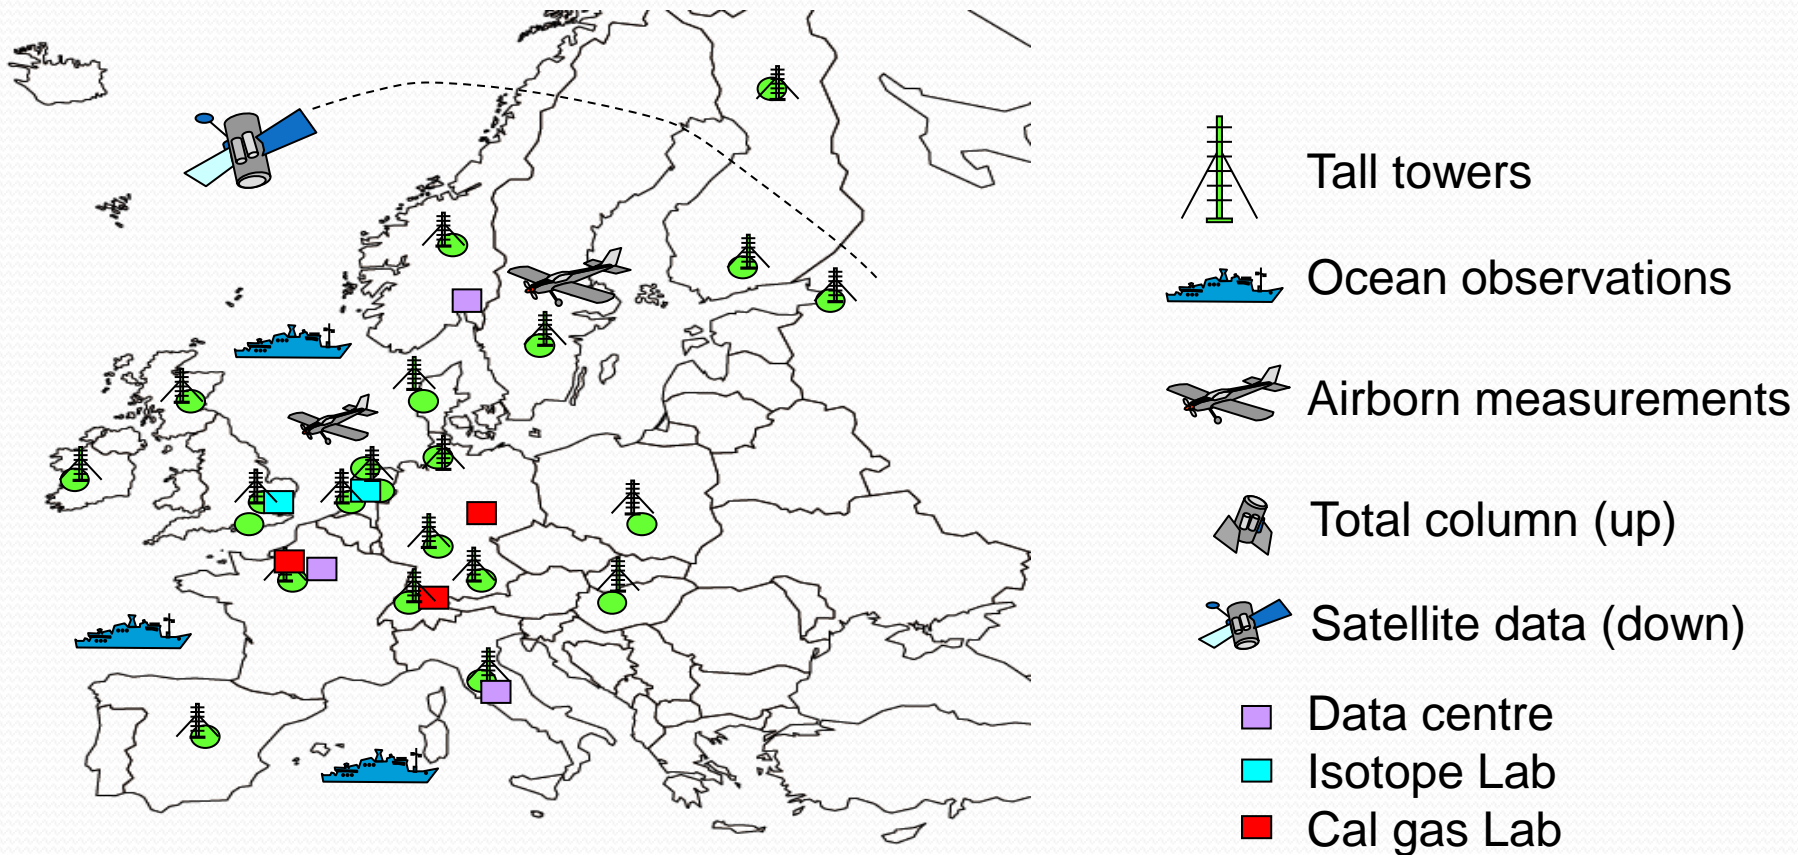 Tall towers
Ocean observations
Airborn measurements
Total column (up)
Satellite data (down)
Data centre
Isotope Lab
Cal gas Lab